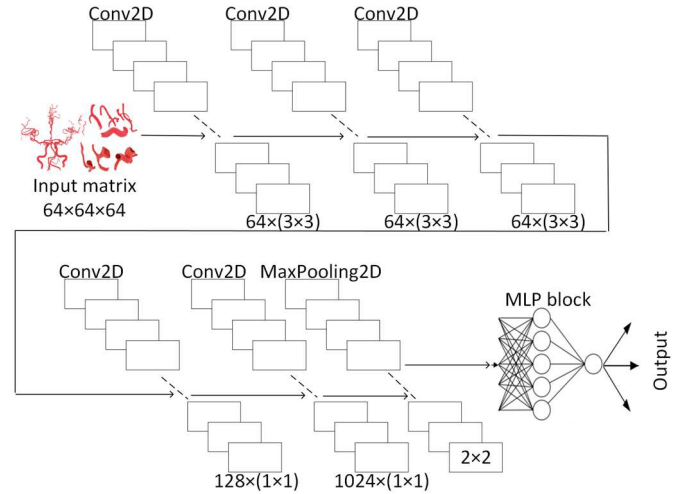 Conv2D Conv2D Conv2D
Input matrix
64×64×64
64×(3×3) 64×(3×3) 64×(3×3)
Conv2D Conv2D MaxPooling2D
MLP block
Output
2×2
128×(1×1) 1024×(1×1)